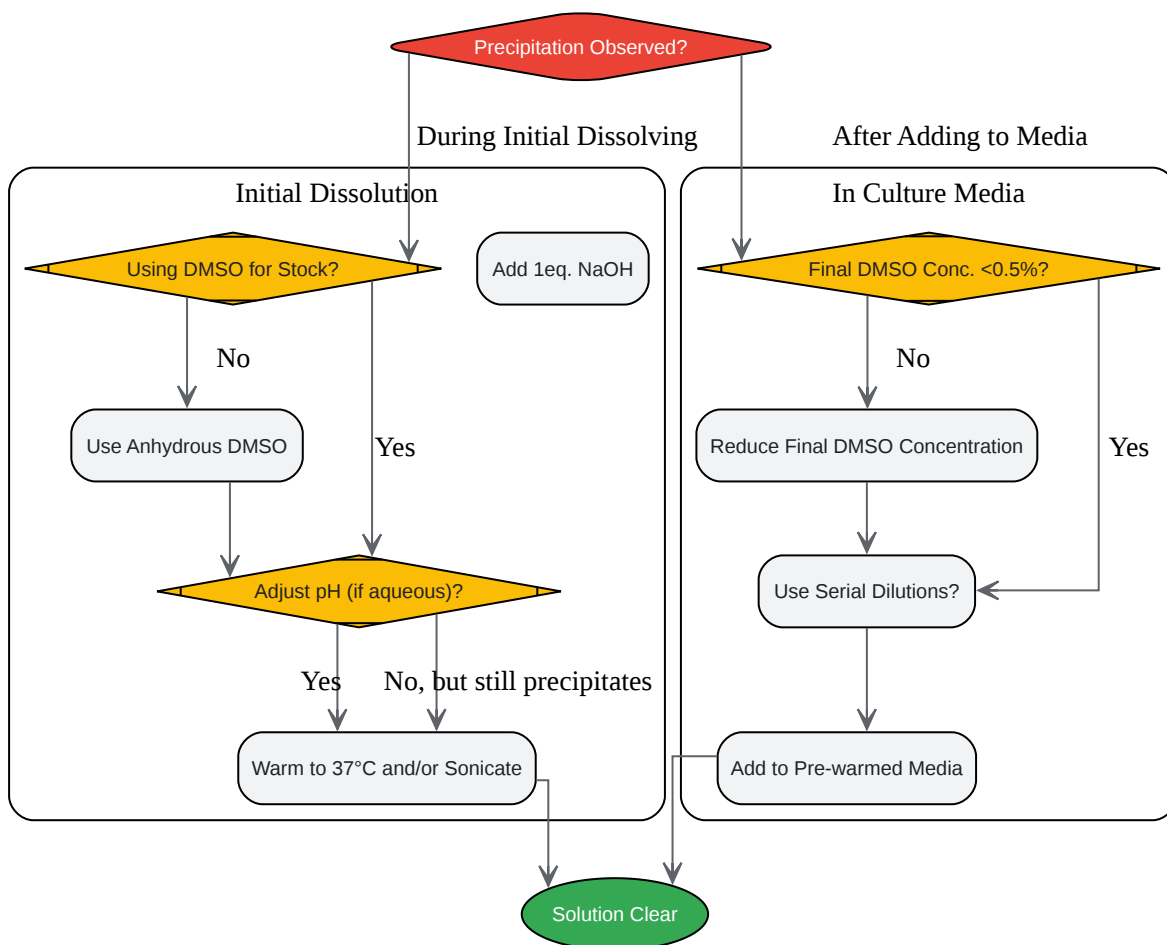 Precipitation Observed?
During Initial Dissolving
After Adding to Media
Initial Dissolution
In Culture Media
Using DMSO for Stock?
Add 1eq. NaOH
Final DMSO Conc. <0.5%?
No
No
Use Anhydrous DMSO
Yes
Reduce Final DMSO Concentration
Yes
Adjust pH (if aqueous)?
Use Serial Dilutions?
Yes
No, but still precipitates
Warm to 37°C and/or Sonicate
Add to Pre-warmed Media
Solution Clear